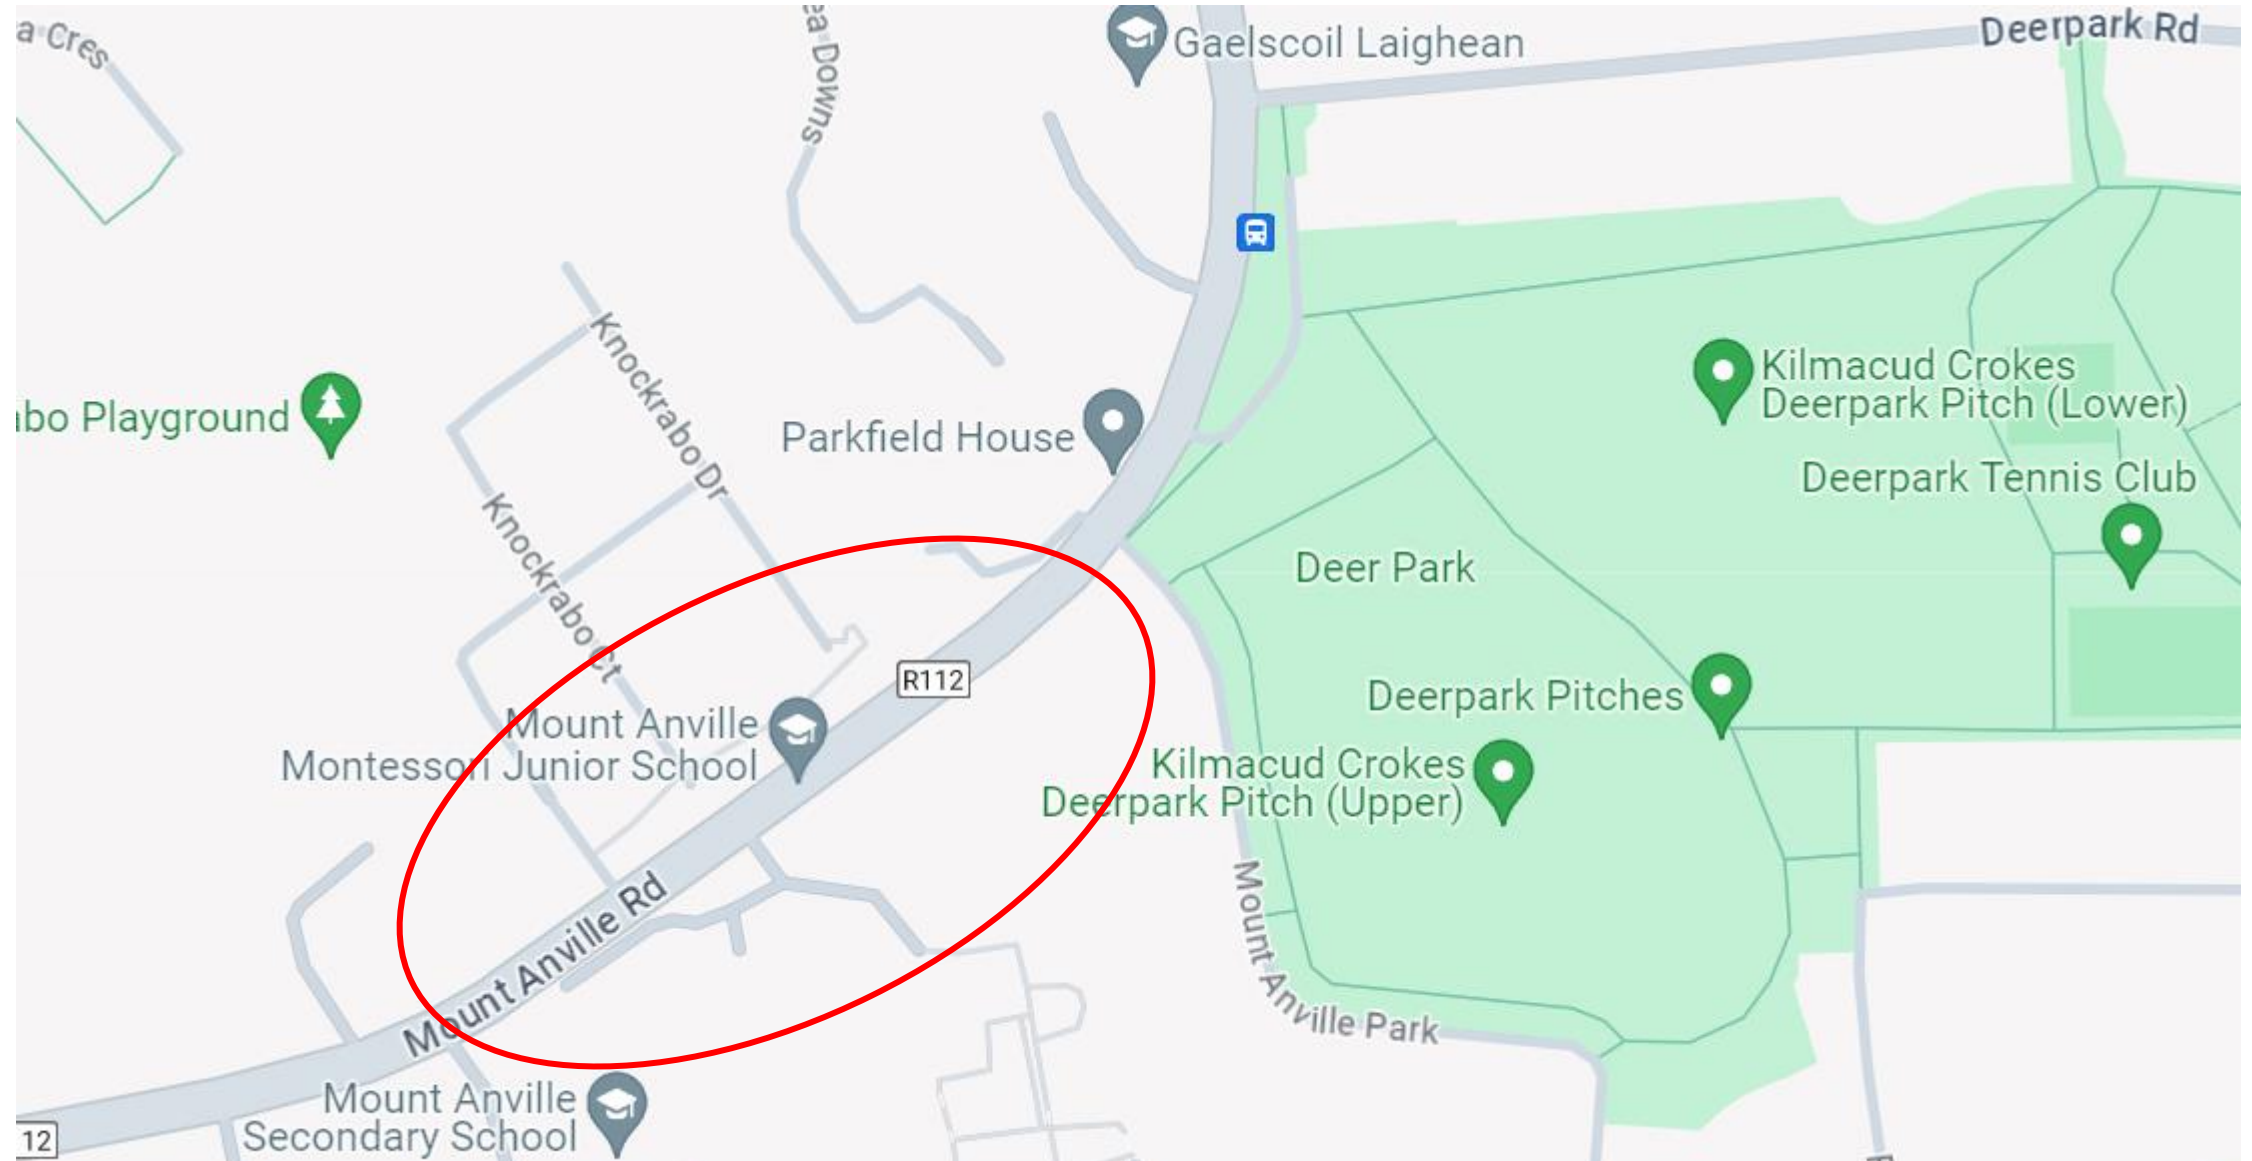 a Cres
ea Downs
Gaelscoil Laighean
Deerpark Rd
Knockrabo Dr
Kilmacud Crokes
Deerpark Pitch (Lower)
abo Playground
Parkfield House
Deerpark Tennis Club
Knockrabo Ct
Deer Park
R112
Deerpark Pitches
Mount Anville
Montessori Junior School
Kilmacud Crokes
Deerpark Pitch (Upper)
Mount Anville Rd
Mount Anville Park
Mount Anville
Secondary School
12